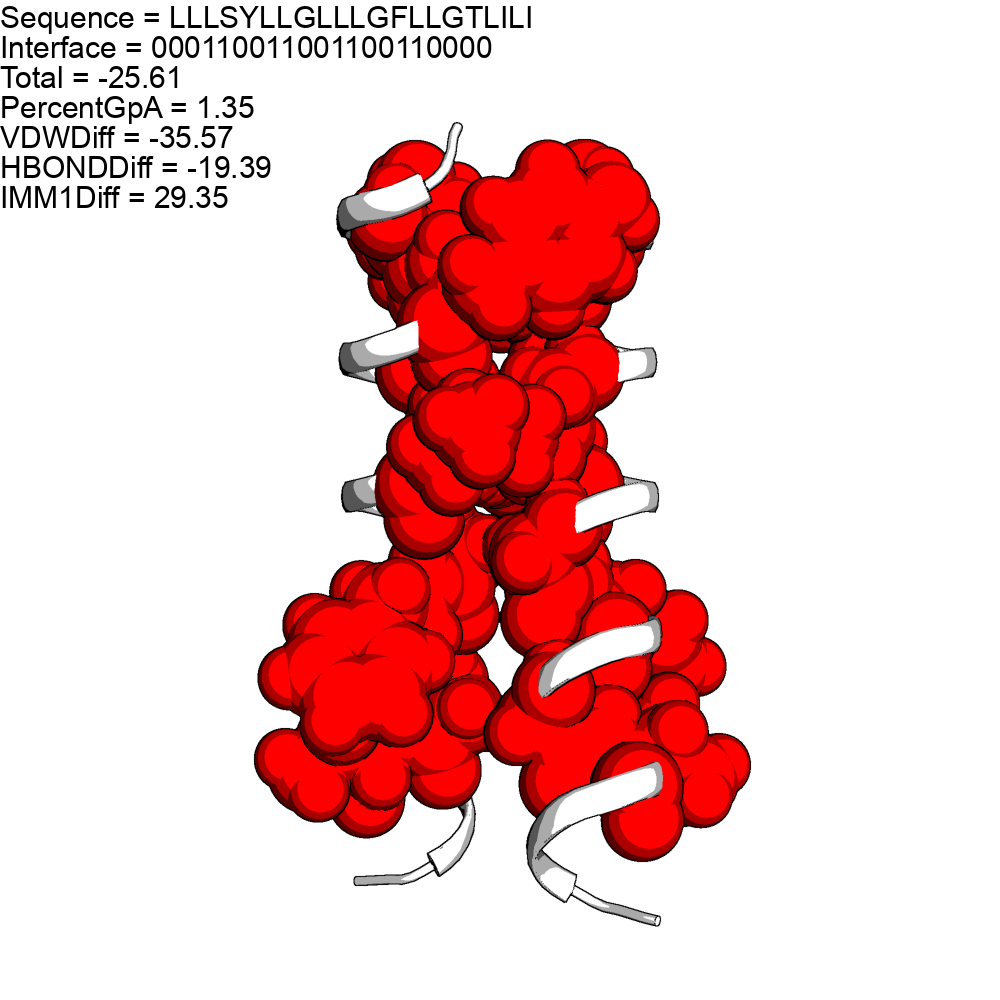 Sequence = LLLSYLLGLLLGFLLGTLILI
Interface = 000110011001100110000
Total = -25.61
PercentGpA = 1.35
VDWDiff = -35.57
HBONDDiff = -19.39
IMM1Diff = 29.35